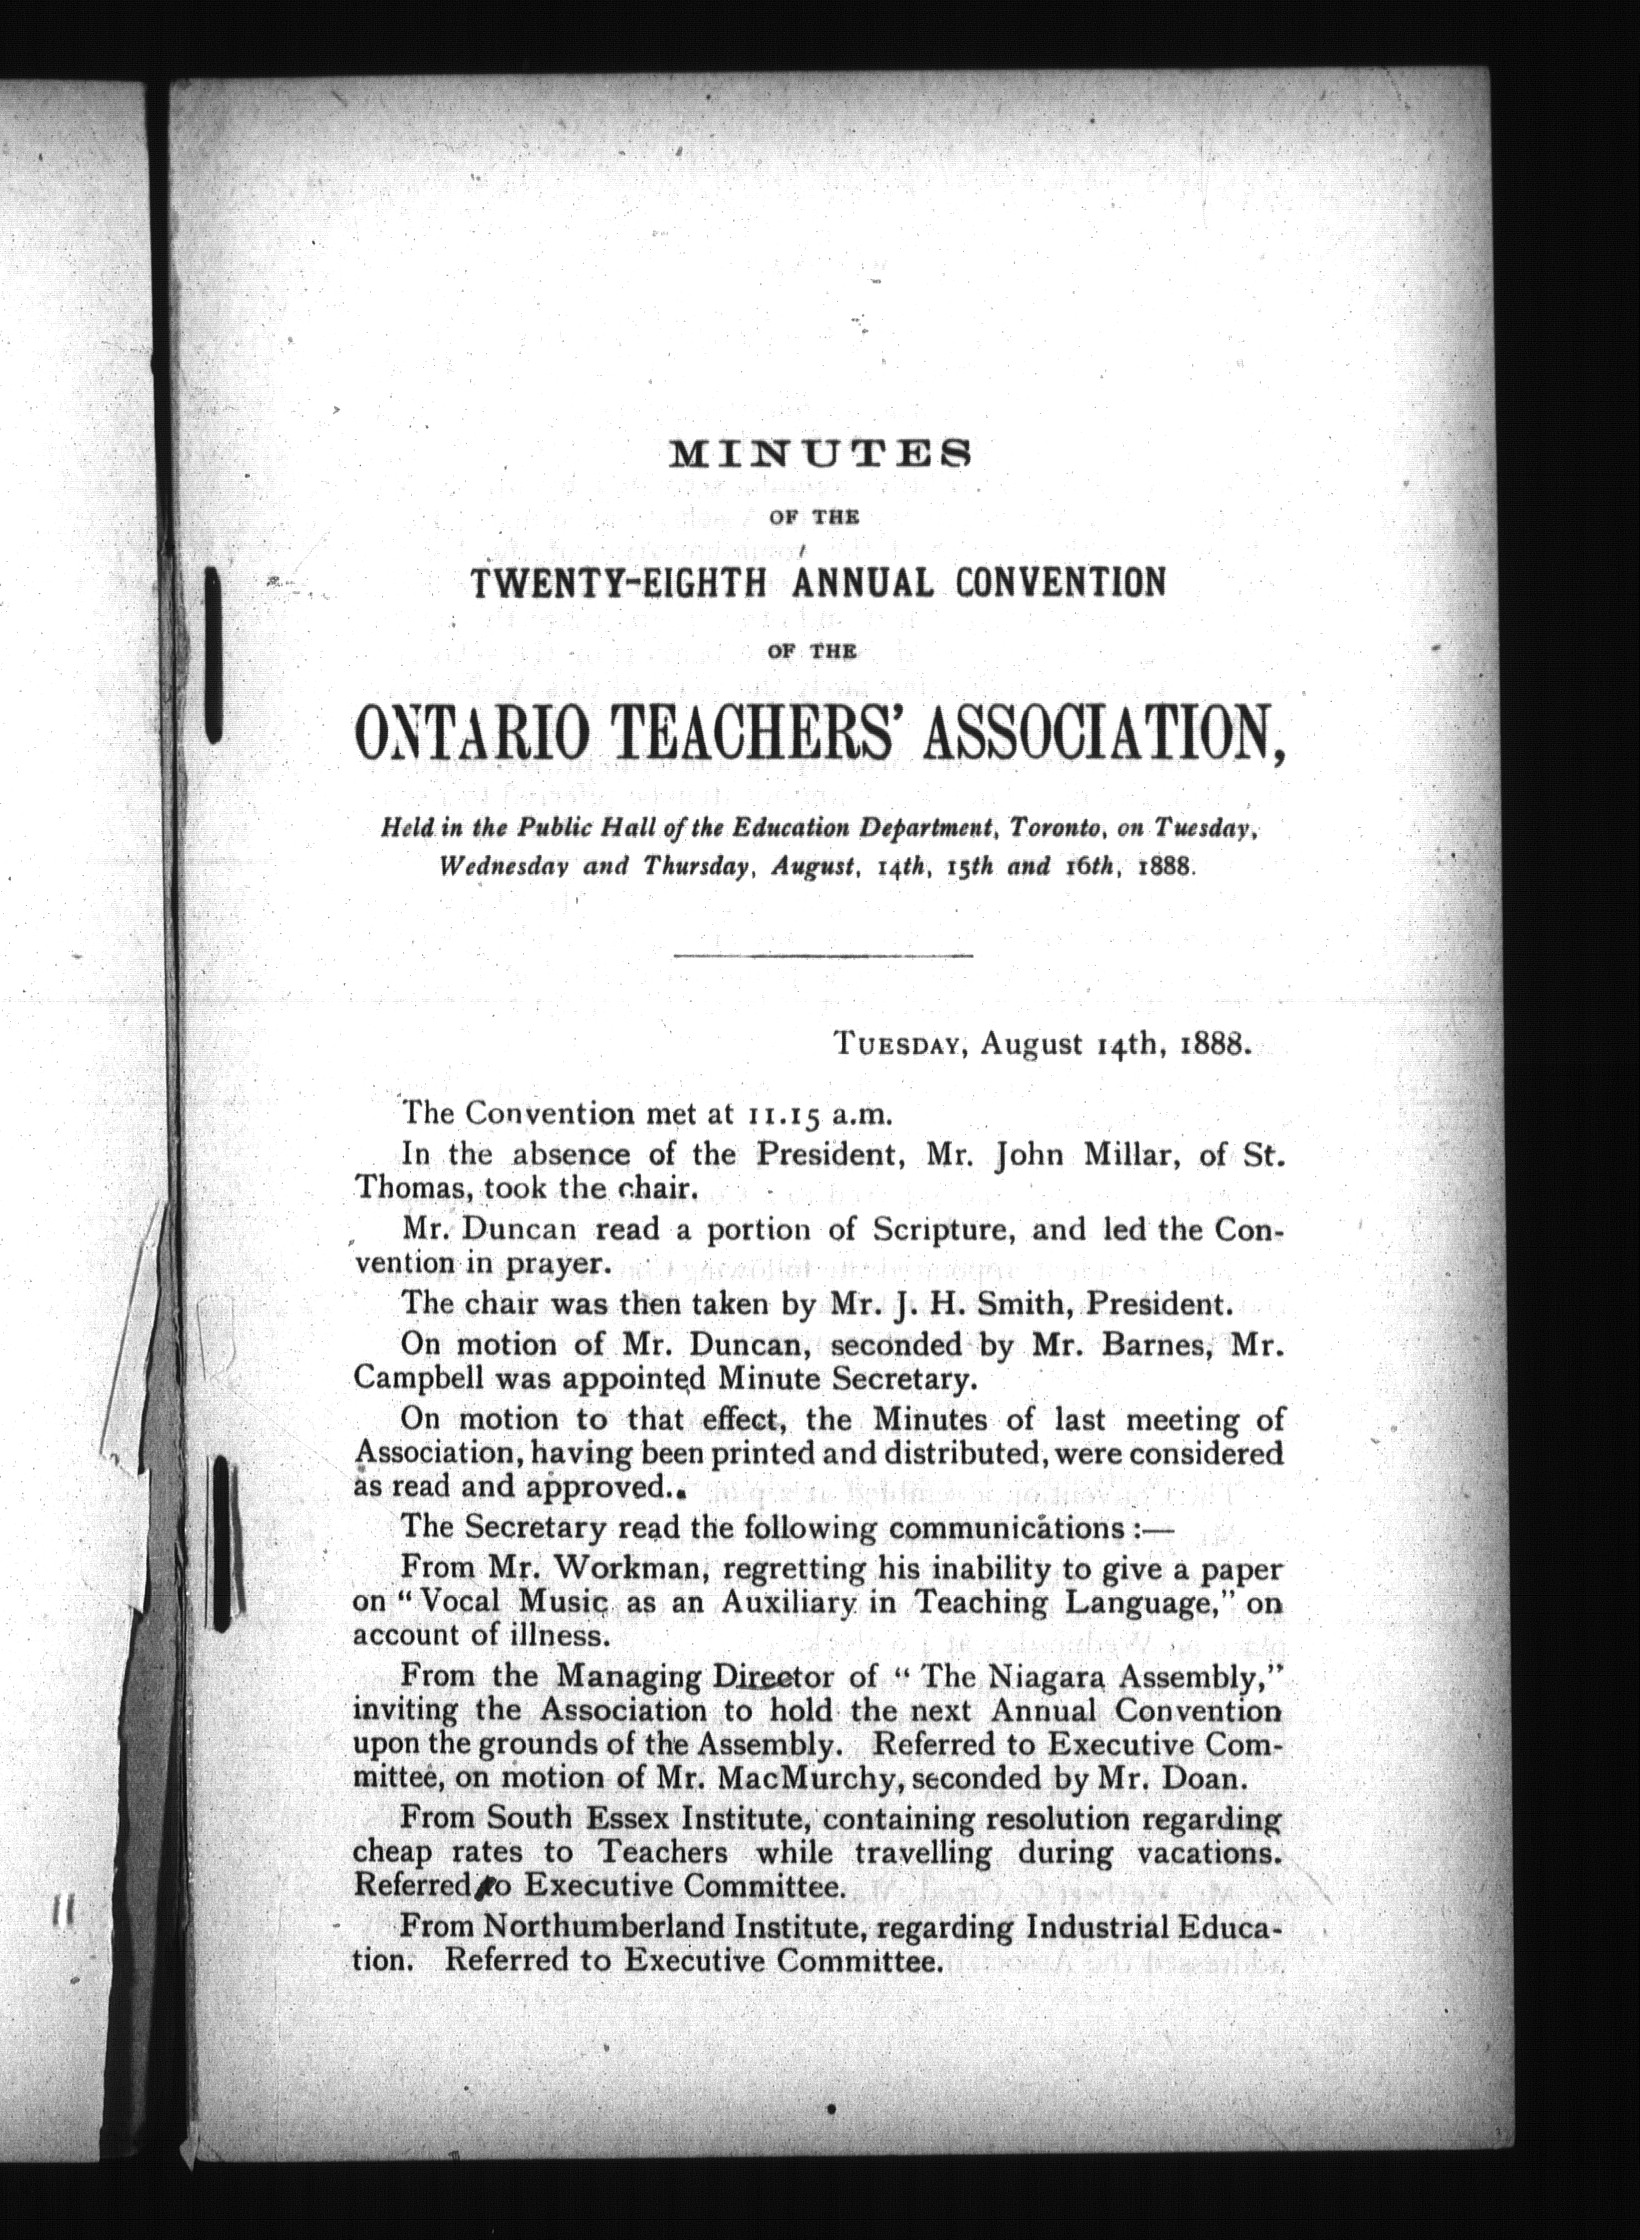 MINUTES
OF THE
TWENTY-EIGHTH ANNUAL CONVENTION
OF THE
ONTARIO TEACHERS' ASSOCIATION,
Held in the Public Hall of the Education Department, Toronto, on Tuesday,
Wednesday and Thursday, August, 14th, 15th and 16th, 1888.
TUESDAY, August 14th, 1888.
The Convention met at 11.15 a.m.
In the absence of the President, Mr. John Millar, of St.
Thomas, took the chair.
Mr. Duncan read a portion of Scripture, and led the Con-
vention in prayer.
The chair was then taken by Mr. J. H. Smith, President.
On motion of Mr. Duncan, seconded by Mr. Barnes, Mr.
Campbell was appointed Minute Secretary.
On motion to that effect, the Minutes of last meeting of
Association, having been printed and distributed, were considered
as read and approved..
The Secretary read the following communications :—
From Mr. Workman, regretting his inability to give a paper
on " Vocal Music as an Auxiliary in Teaching Language," on
account of illness.
From the Managing Director of " The Niagara Assembly,"
inviting the Association to hold the next Annual Convention
upon the grounds of the Assembly. Referred to Executive Com-
mittee, on motion of Mr. MacMurchy, seconded by Mr. Doan.
From South Essex Institute, containing resolution regarding
cheap rates to Teachers while travelling during vacations.
Referred to Executive Committee.
From Northumberland Institute, regarding Industrial Educa-
tion. Referred to Executive Committee.